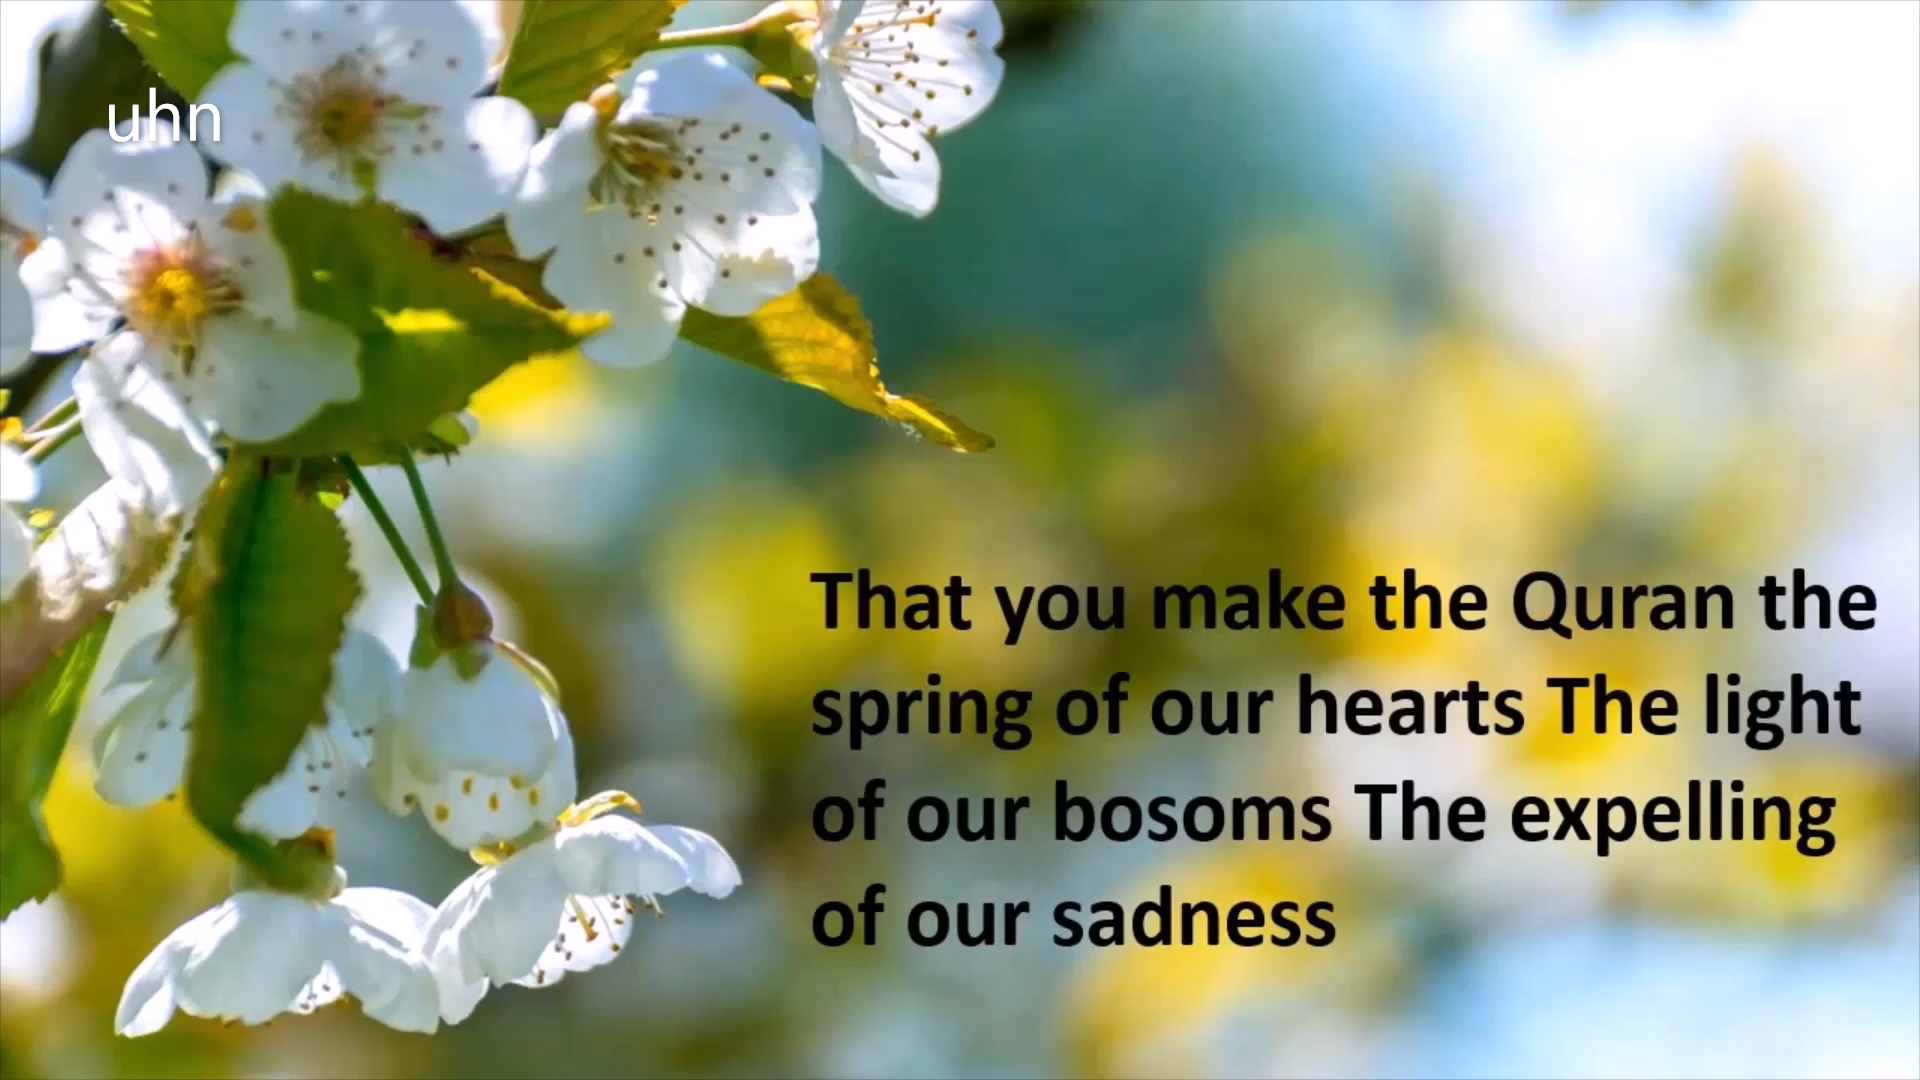 uhn
That you make the Quran the
spring of our hearts The light
of our bosoms The expelling
of our sadness